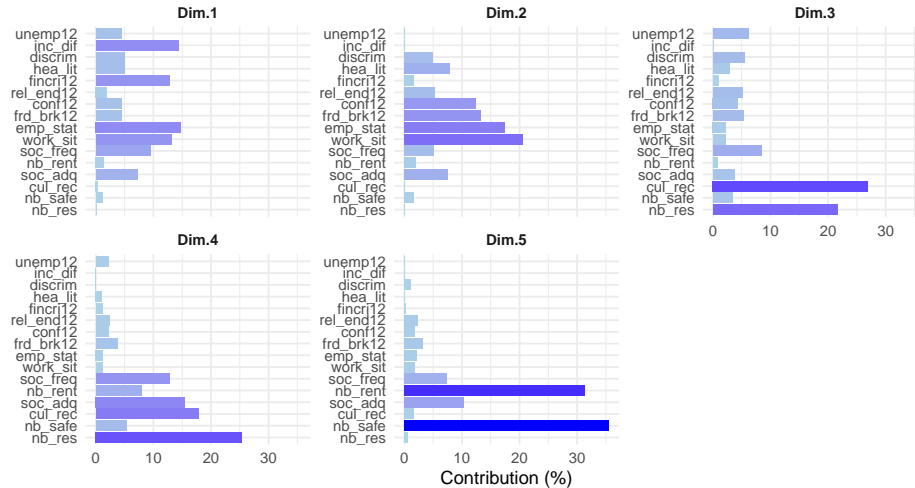 Dim.1
Dim.2
Dim.3
unemp12
inc_dif
discrim
hea_lit
fincri12
rel_end12
conf12
frd_brk12
emp_stat
work_sit
soc_freq
nb_rent
soc_adq
cul_rec
nb_safe
nb_res
unemp12
inc_dif
discrim
hea_lit
fincri12
rel_end12
conf12
frd_brk12
emp_stat
work_sit
soc_freq
nb_rent
soc_adq
cul_rec
nb_safe
nb_res
unemp12
inc_dif
discrim
hea_lit
fincri12
rel_end12
conf12
frd_brk12
emp_stat
work_sit
soc_freq
nb_rent
soc_adq
cul_rec
nb_safe
nb_res
0 10 20 30
Dim.4
Dim.5
unemp12
inc_dif
discrim
hea_lit
fincri12
rel_end12
conf12
frd_brk12
emp_stat
work_sit
soc_freq
nb_rent
soc_adq
cul_rec
nb_safe
nb_res
0 10 20 30
unemp12
inc_dif
discrim
hea_lit
fincri12
rel_end12
conf12
frd_brk12
emp_stat
work_sit
soc_freq
nb_rent
soc_adq
cul_rec
nb_safe
nb_res
0 10 20 30
Contribution (%)